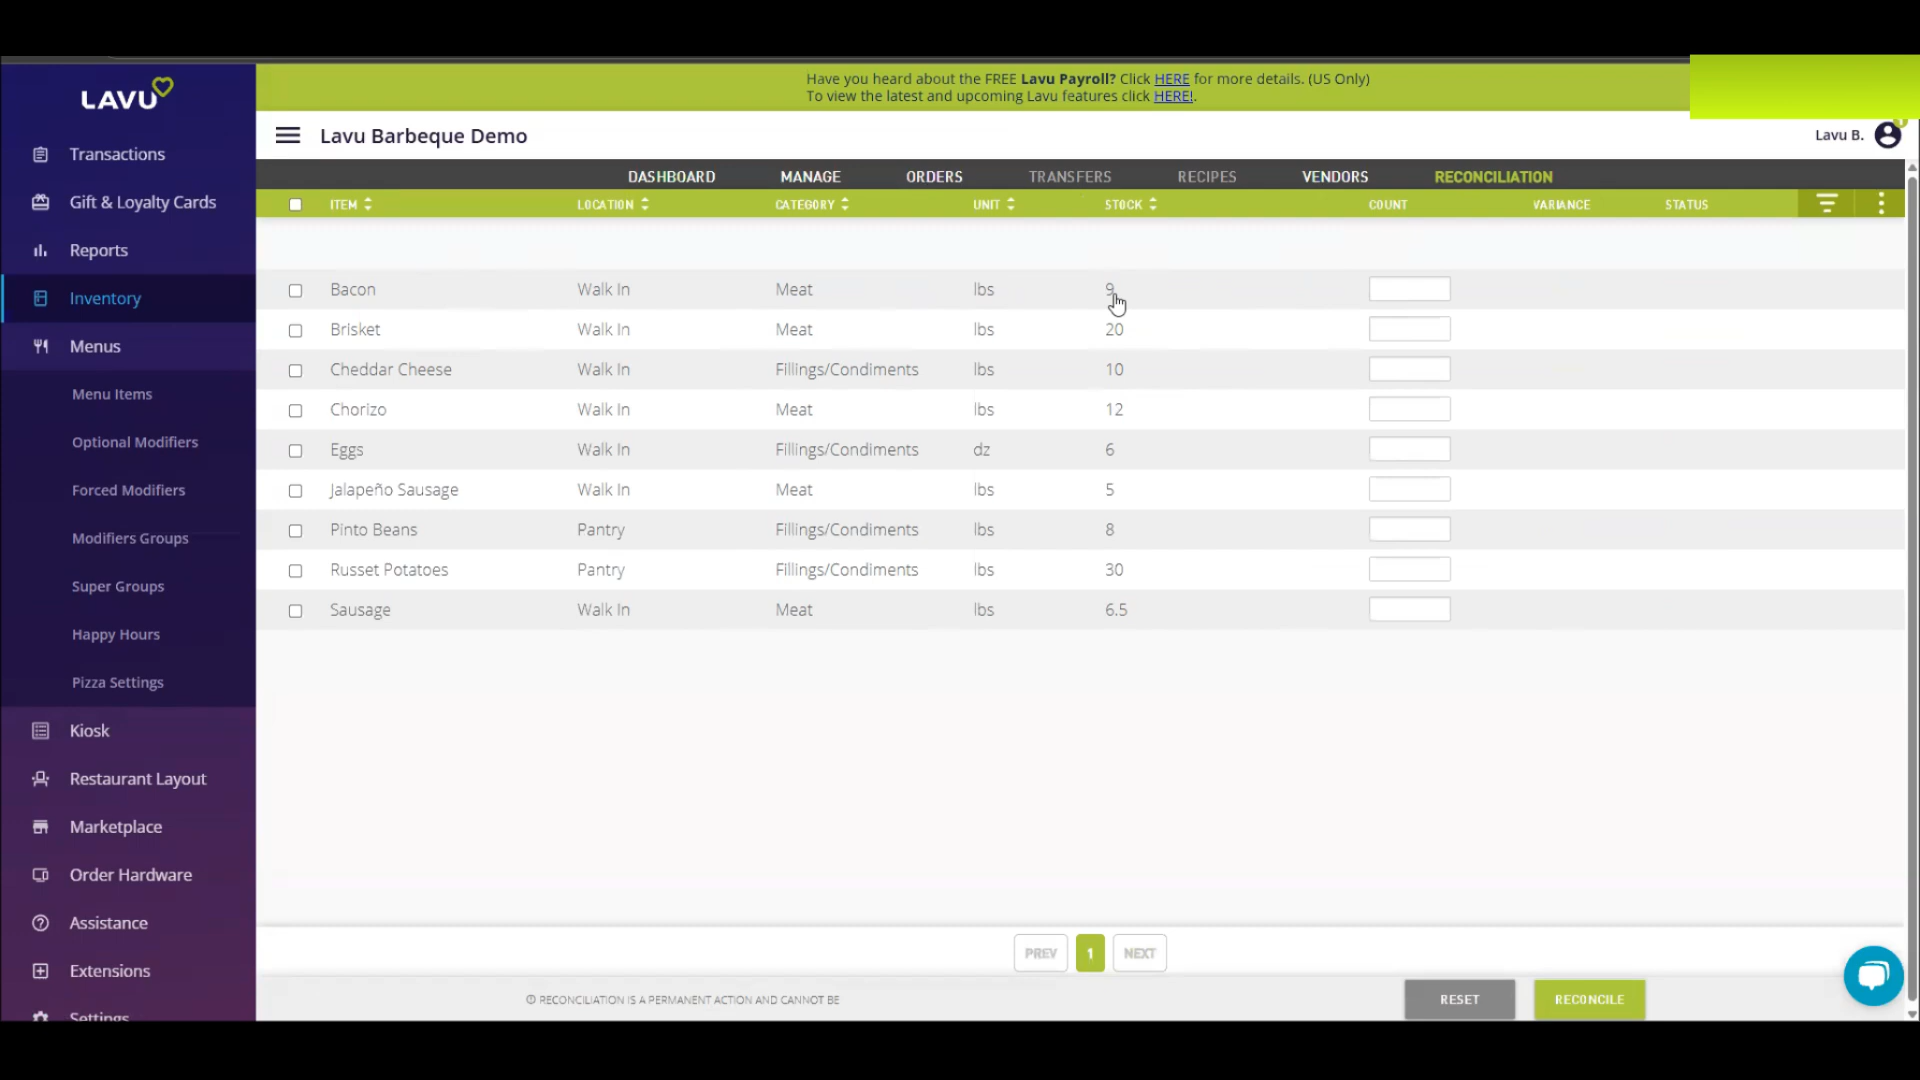 LAVU
Have you heard about the FREE Lavu Payroll? Click HERE for more details. (US Only)
To view the latest and upcoming Lavu features click HERE!.
Lavu Barbeque Demo
Lavu B.
DASHBOARD MANAGE ORDERS TRANSFERS RECIPES VENDORS RECONCILIATION
ITEM LOCATION CATEGORY UNIT STOCK COUNT VARIANCE STATUS
Bacon Walk In Meat lbs 9
Brisket Walk In Meat lbs 20
Cheddar Cheese Walk In Fillings/Condiments lbs 10
Chorizo Walk In Meat lbs 12
Eggs Walk In Fillings/Condiments dz 6
Jalapeño Sausage Walk In Meat lbs 5
Pinto Beans Pantry Fillings/Condiments lbs 8
Russet Potatoes Pantry Fillings/Condiments lbs 30
Sausage Walk In Meat lbs 6.5
Transactions
Gift & Loyalty Cards
Reports
Inventory
Menus
Menu Items
Optional Modifiers
Forced Modifiers
Modifiers Groups
Super Groups
Happy Hours
Pizza Settings
Kiosk
Restaurant Layout
Marketplace
Order Hardware
Assistance
Extensions
Settings
PREV 1 NEXT
RECONCILIATION IS A PERMANENT ACTION AND CANNOT BE
RESET RECONCILE